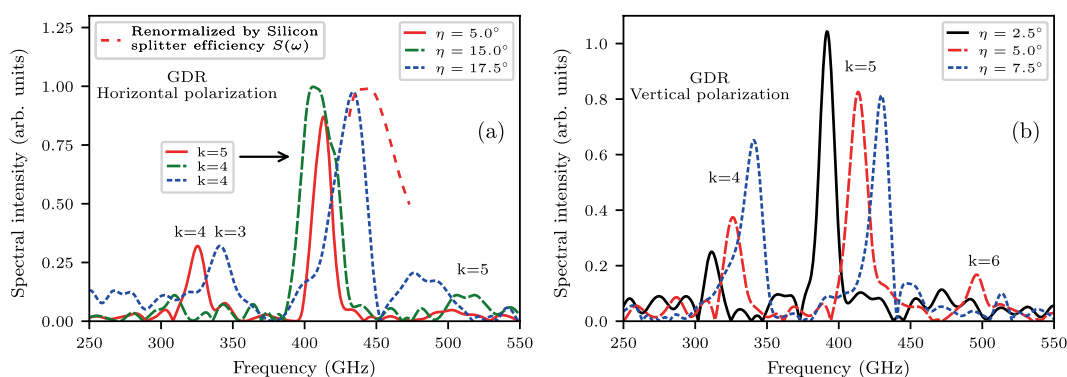 Renormalized by Silicon
splitter efficiency S(ω)
η = 5.0°
η = 15.0°
η = 17.5°
GDR
Horizontal polarization
(a)
k=5
k=4
k=4
k=4 k=3
k=5
1.25
1.00
0.75
0.50
0.25
0.00
250 300 350 400 450 500 550
Frequency (GHz)
Spectral intensity (arb. units)
η = 2.5°
η = 5.0°
η = 7.5°
GDR
Vertical polarization
(b)
k=5
k=4
k=6
1.0
0.8
0.6
0.4
0.2
0.0
250 300 350 400 450 500 550
Frequency (GHz)
Spectral intensity (arb. units)